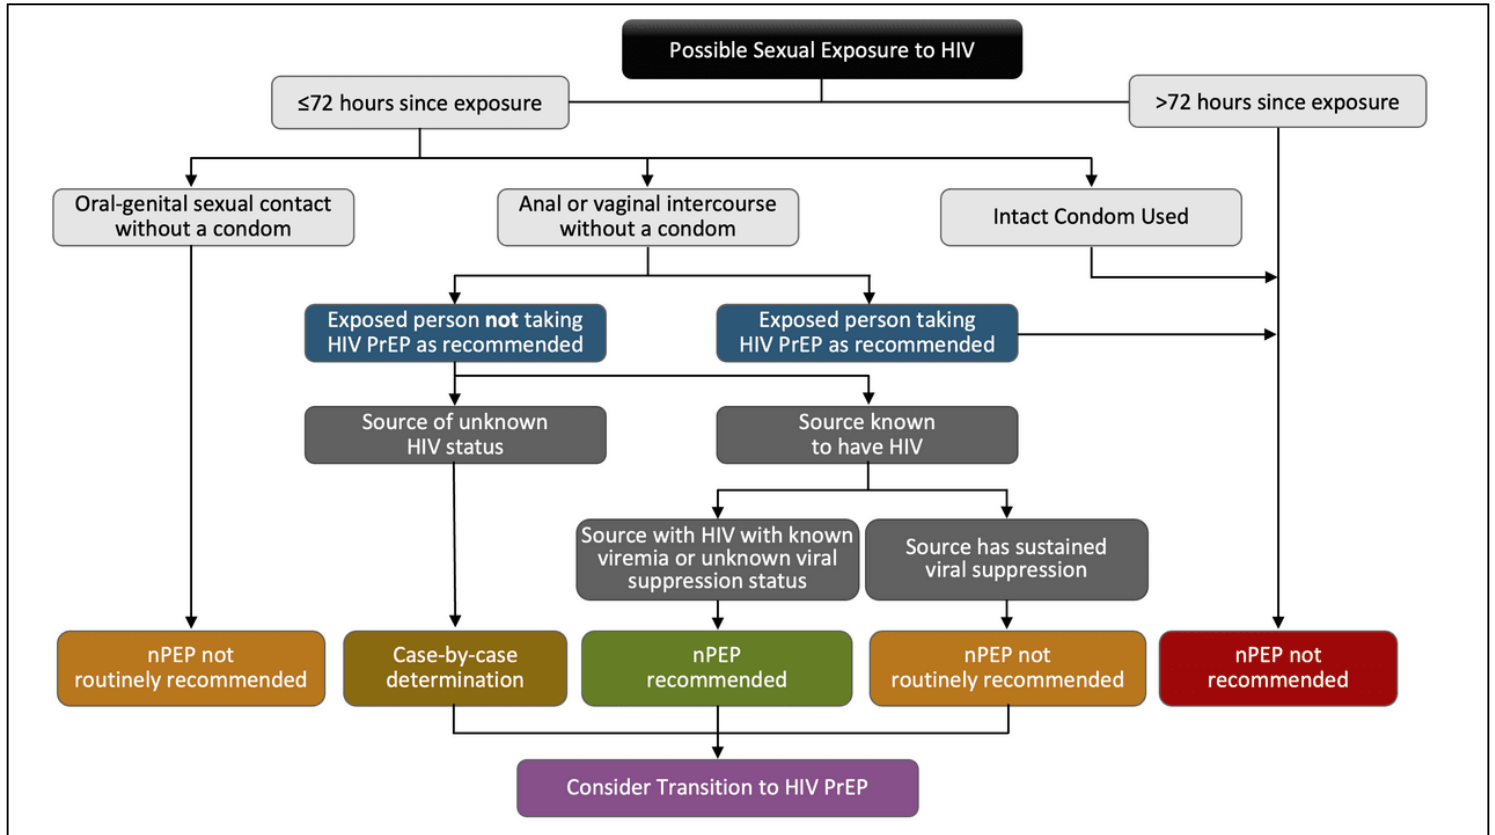 Possible Sexual Exposure to HIV
≤72 hours since exposure
>72 hours since exposure
Oral-genital sexual contact
without a condom
Anal or vaginal intercourse
without a condom
Intact Condom Used
Exposed person not taking
HIV PrEP as recommended
Exposed person taking
HIV PrEP as recommended
Source of unknown
HIV status
Source known
to have HIV
Source with HIV with known
viremia or unknown viral
suppression status
Source has sustained
viral suppression
nPEP not
routinely recommended
Case-by-case
determination
nPEP
recommended
nPEP not
routinely recommended
nPEP not
recommended
Consider Transition to HIV PrEP